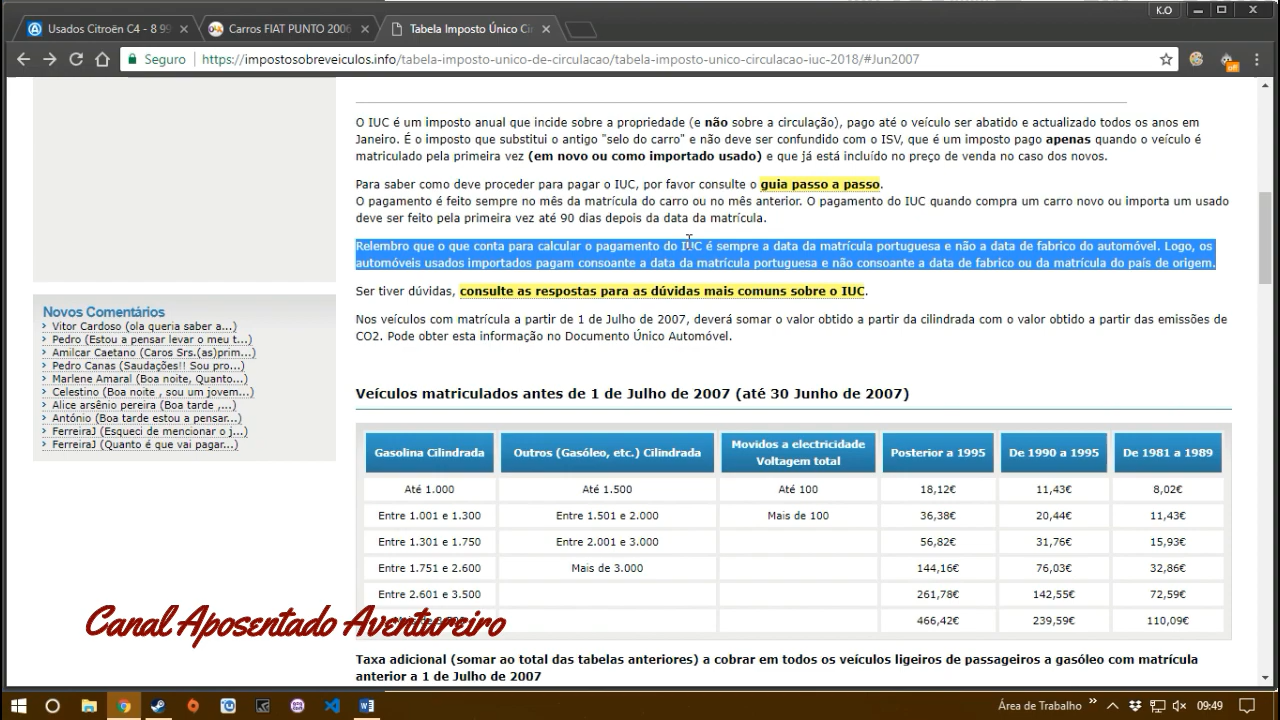 K.O
Usados Citroën C4 - 8 99
Carros FIAT PUNTO 2006
Tabela Imposto Único Ci
Seguro
https://impostosobreveiculos.info/tabela-imposto-unico-de-circulacao/tabela-imposto-unico-circulacao-iuc-2018/#Jun2007
off
O IUC é um imposto anual que incide sobre a propriedade (e não sobre a circulação), pago até o veículo ser abatido e actualizado todos os anos em
Janeiro. É o imposto que substitui o antigo "selo do carro" e não deve ser confundido com o ISV, que é um imposto pago apenas quando o veículo é
matriculado pela primeira vez (em novo ou como importado usado) e que já está incluído no preço de venda no caso dos novos.
Para saber como deve proceder para pagar o IUC, por favor consulte o guia passo a passo.
O pagamento é feito sempre no mês da matrícula do carro ou no mês anterior. O pagamento do IUC quando compra um carro novo ou importa um usado
deve ser feito pela primeira vez até 90 dias depois da data da matrícula.
Relembro que o que conta para calcular o pagamento do IUC é sempre a data da matrícula portuguesa e não a data de fabrico do automóvel. Logo, os
automóveis usados importados pagam consoante a data da matrícula portuguesa e não consoante a data de fabrico ou da matrícula do país de origem.
Ser tiver dúvidas, consulte as respostas para as dúvidas mais comuns sobre o IUC.
Nos veículos com matrícula a partir de 1 de Julho de 2007, deverá somar o valor obtido a partir da cilindrada com o valor obtido a partir das emissões de
CO2. Pode obter esta informação no Documento Único Automóvel.
Novos Comentários
Vitor Cardoso (ola queria saber a...)
Pedro (Estou a pensar levar o meu t...)
Amilcar Caetano (Caros Srs.(as)prim...)
Pedro Canas (Saudações!! Sou pro...)
Marlene Amaral (Boa noite, Quanto...)
Celestino (Boa noite , sou um jovem...)
Alice arsênio pereira (Boa tarde ,...)
António (Boa tarde estou a pensar...)
FerreiraJ (Esqueci de mencionar o j...)
FerreiraJ (Quanto é que vai pagar...)
Veículos matriculados antes de 1 de Julho de 2007 (até 30 Junho de 2007)
Gasolina Cilindrada Outros (Gasóleo, etc.) Cilindrada Movidos a electricidade Voltagem total Posterior a 1995 De 1990 a 1995 De 1981 a 1989
Até 1.000 Até 1.500 Até 100 18,12€ 11,43€ 8,02€
Entre 1.001 e 1.300 Entre 1.501 e 2.000 Mais de 100 36,38€ 20,44€ 11,43€
Entre 1.301 e 1.750 Entre 2.001 e 3.000 56,82€ 31,76€ 15,93€
Entre 1.751 e 2.600 Mais de 3.000 144,16€ 76,03€ 32,86€
Entre 2.601 e 3.500 261,78€ 142,55€ 72,59€
466,42€ 239,59€ 110,09€
Canal Aposentado Aventureiro
Taxa adicional (somar ao total das tabelas anteriores) a cobrar em todos os veículos ligeiros de passageiros a gasóleo com matrícula
anterior a 1 de Julho de 2007
Área de Trabalho
09:49